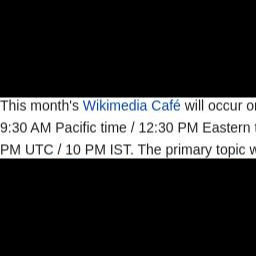 This month's Wikimedia Café will occur
9:30 AM Pacific time / 12:30 PM Eastern
PM UTC / 10 PM IST. The primary topic